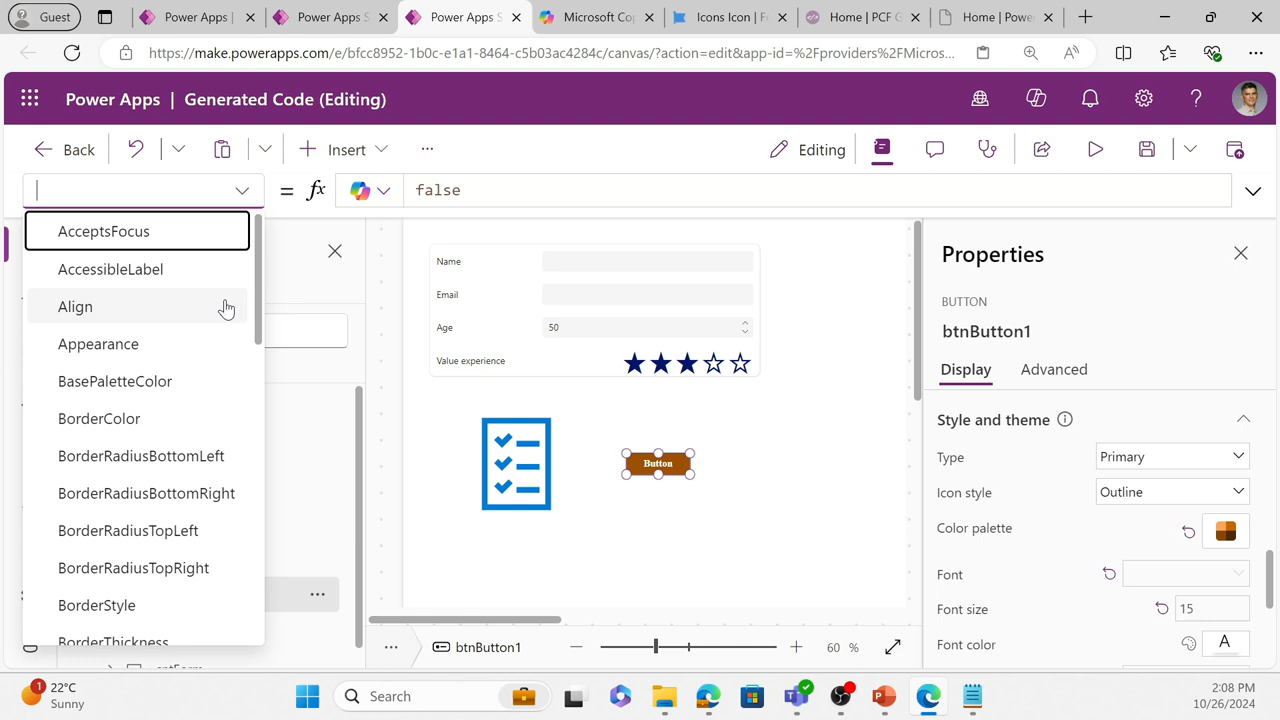 Guest
Power Apps |
Power Apps S
Power Apps S
Microsoft Co
Icons Icon | F
Home | PCF G
Home | Powe
https://make.powerapps.com/e/bfcc8952-1b0c-e1a1-8464-c5b03ac4284c/canvas/?action=edit&app-id=%2Fproviders%2FMicros...
Power Apps | Generated Code (Editing)
Back
Insert
Editing
= fx
false
AcceptsFocus
AccessibleLabel
Align
Appearance
BasePaletteColor
BorderColor
BorderRadiusBottomLeft
BorderRadiusBottomRight
BorderRadiusTopLeft
BorderRadiusTopRight
BorderStyle
BorderThickness
Name
Email
Age 50
Value experience
Button
btnButton1
60 %
Properties
BUTTON
btnButton1
Display Advanced
Style and theme
Type Primary
Icon style Outline
Color palette
Font
Font size 15
Font color A
1
22°C
Sunny
Search
2:08 PM
10/26/2024